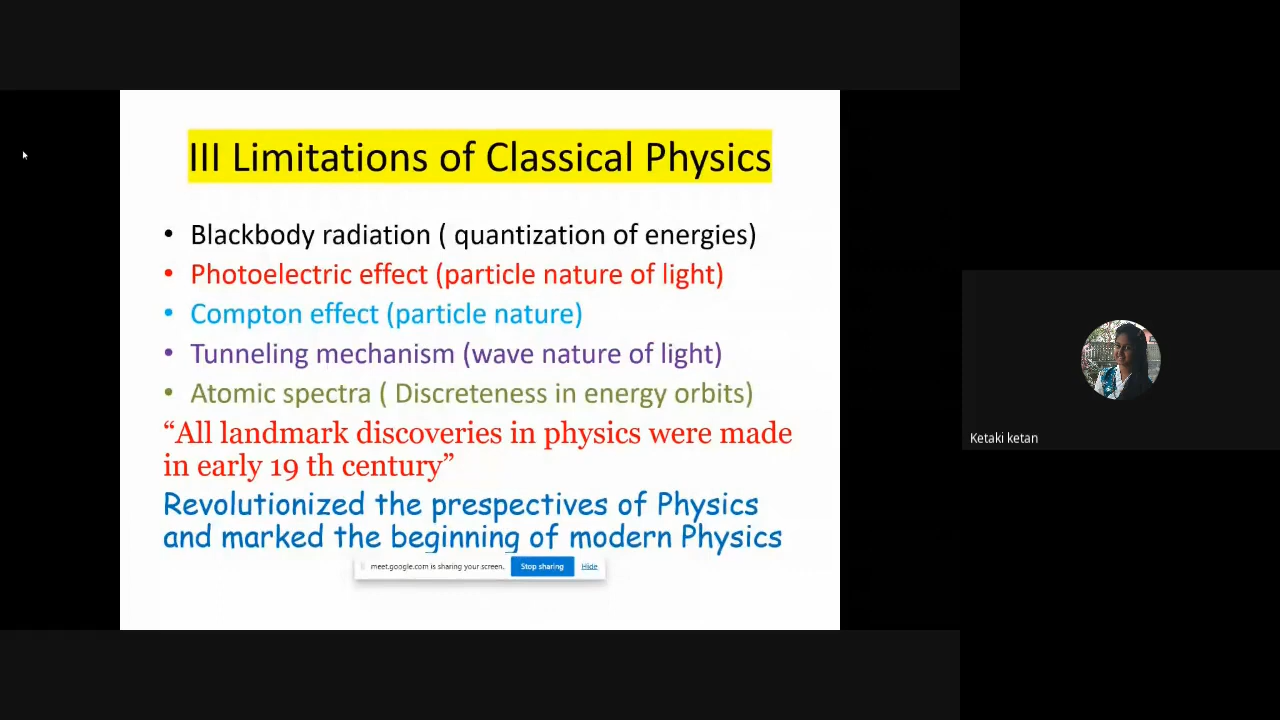 III Limitations of Classical Physics
• Blackbody radiation ( quantization of energies)
• Photoelectric effect (particle nature of light)
• Compton effect (particle nature)
• Tunneling mechanism (wave nature of light)
• Atomic spectra ( Discreteness in energy orbits)
“All landmark discoveries in physics were made
in early 19 th century”
Revolutionized the prespectives of Physics
and marked the beginning of modern Physics
meet.google.com is sharing your screen. Stop sharing Hide
Ketaki ketan